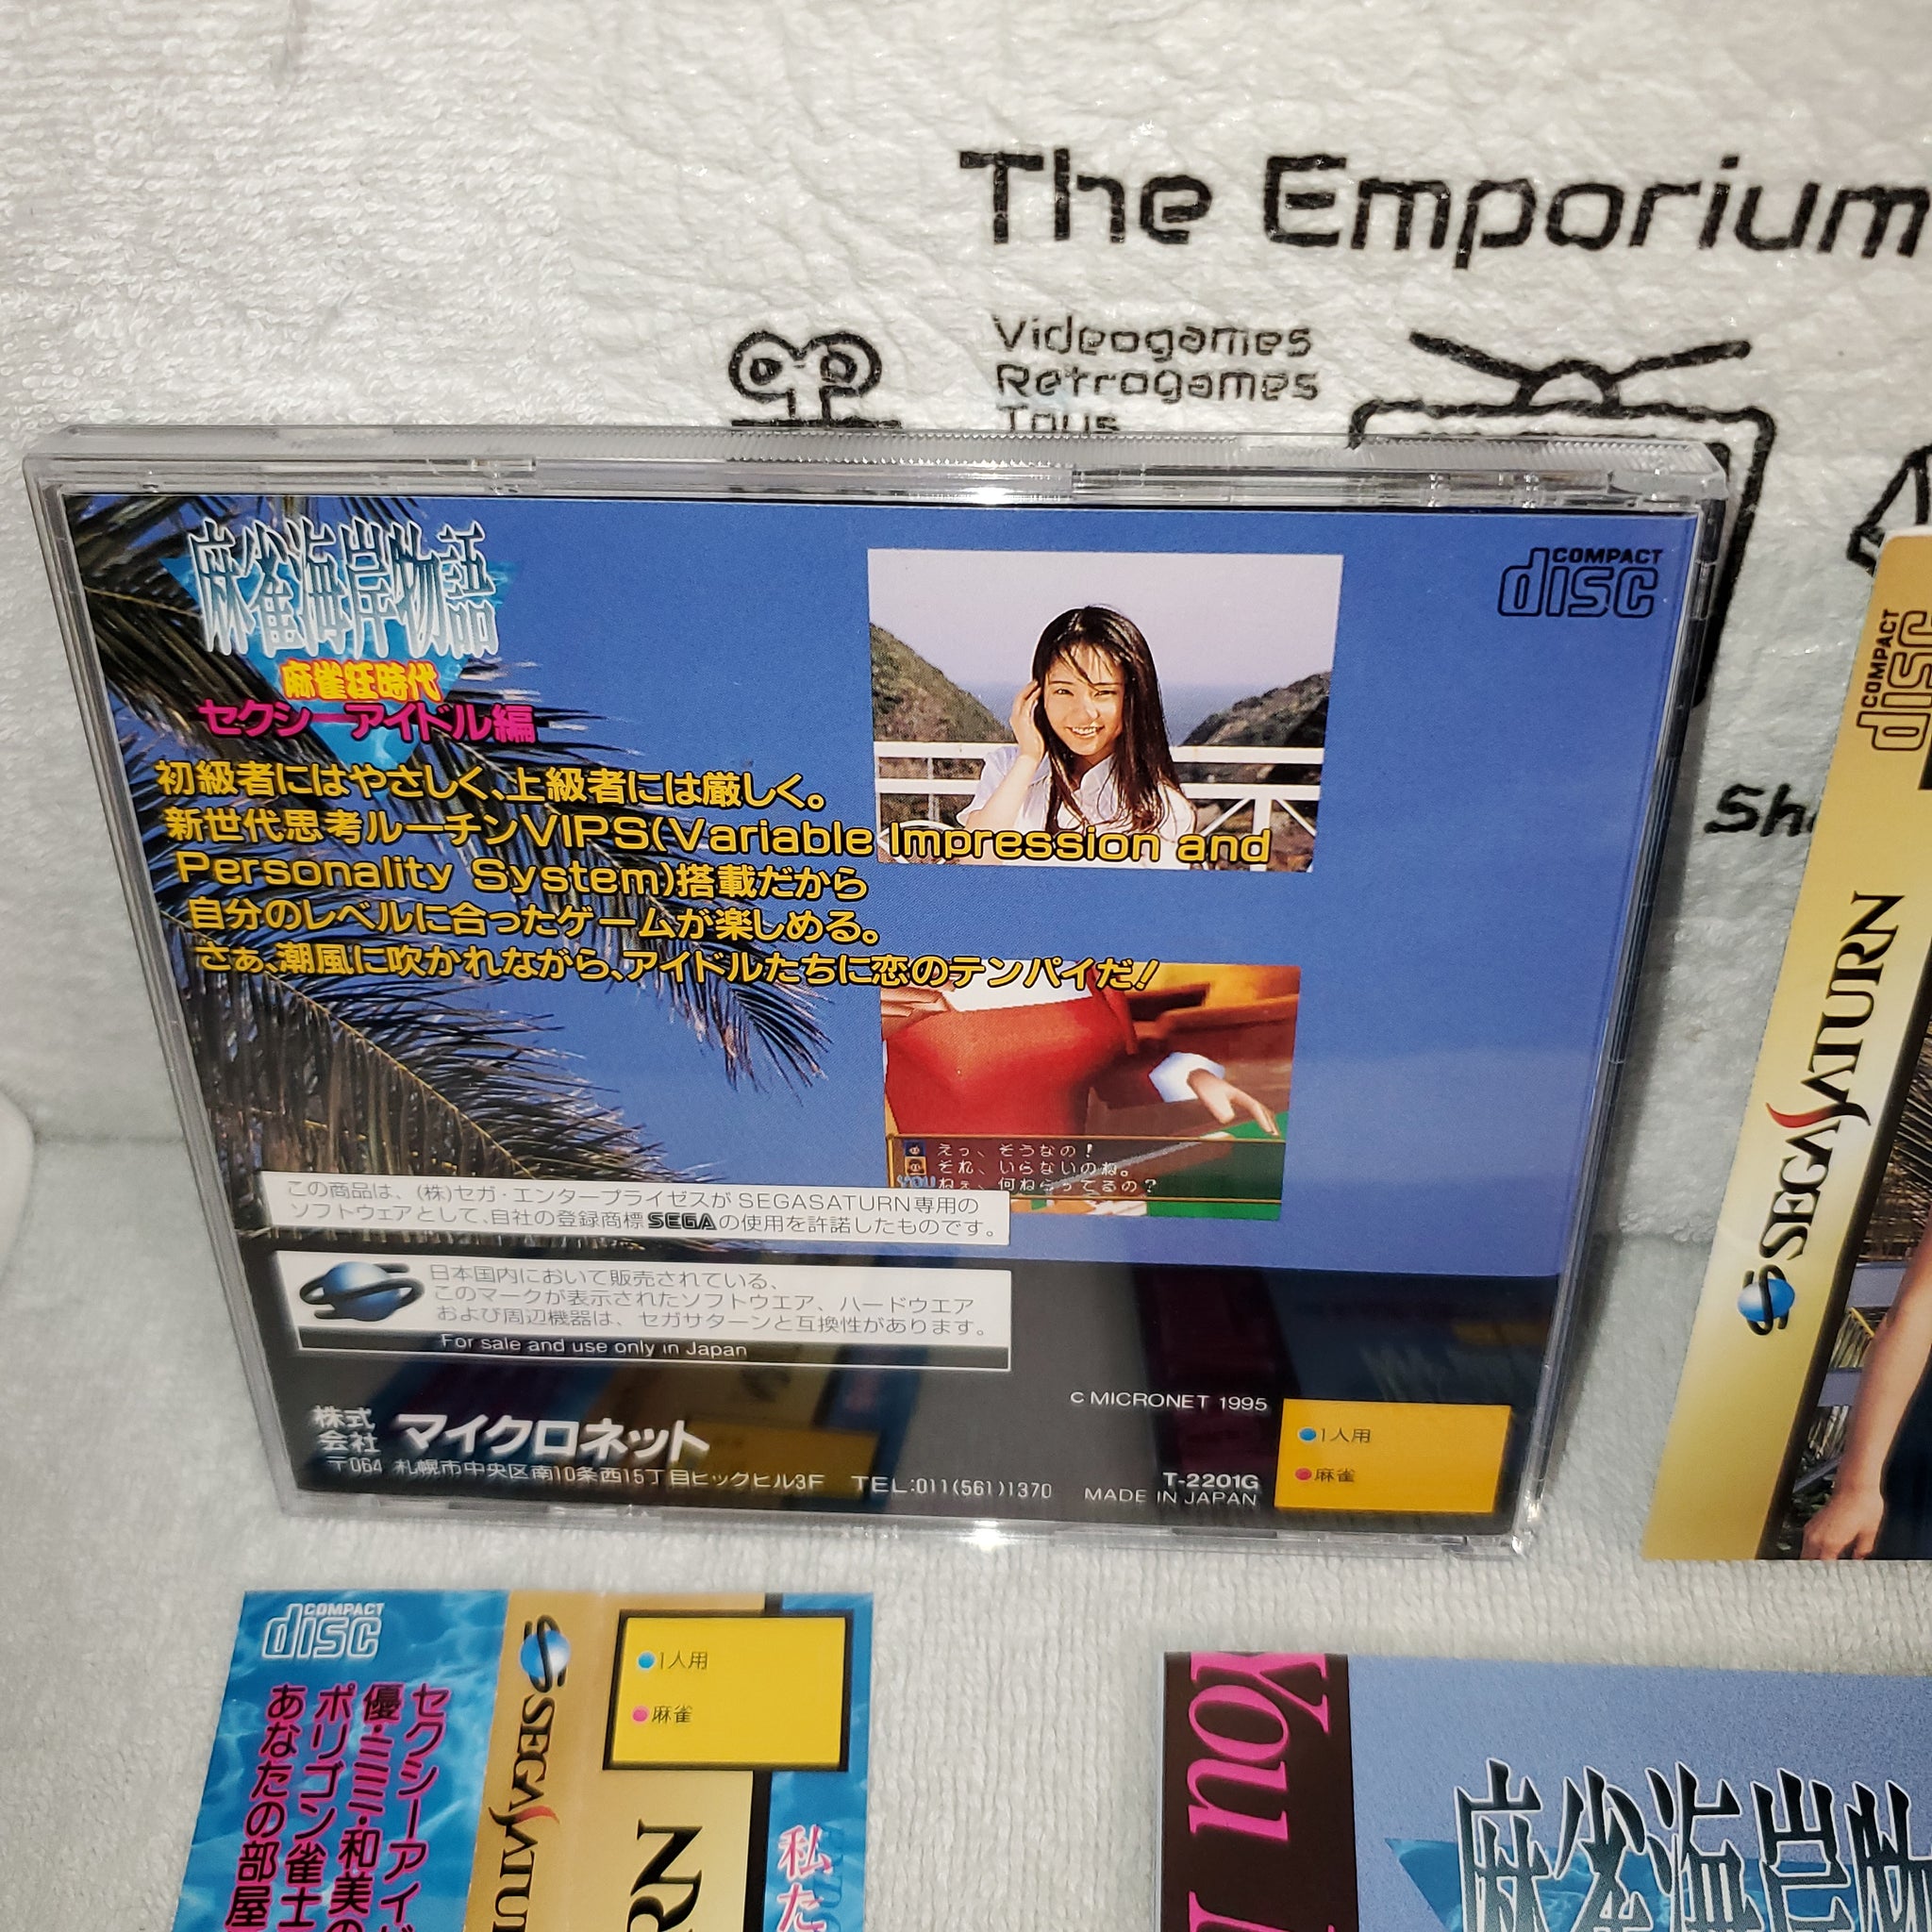 The Emporium
Videogames
Retrogames
Toys
麻雀海岸物語
麻雀狂時代
セクシーアイドル編
COMPACT
disc
初級者にはやさしく、上級者には厳しく。
新世代思考ルーチンVIPS(Variable Impression and
Personality System)搭載だから
自分のレベルに合ったゲームが楽しめる。
さぁ、潮風に吹かれながら、アイドルたちに恋のテンパイだ!
えっ、そうなの!
それ、いらないのね。
YOU ねぇ、何ねらってるの?
この商品は、(株)セガ・エンタープライゼスがSEGASATURN専用の
ソフトウェアとして、自社の登録商標SEGAの使用を許諾したものです。
日本国内において販売されている、
このマークが表示されたソフトウエア、ハードウエア
および周辺機器は、セガサターンと互換性があります。
For sale and use only in Japan
株式
会社 マイクロネット
〒064 札幌市中央区南10条西15丁目ヒックヒル3F TEL:011(561)1370
C MICRONET 1995
T-2201G
MADE IN JAPAN
1人用
麻雀
COMPACT
disc
SEGA SATURN
COMPACT
disc
セクシーアイ
優・ミミ・和美の
ポリゴン雀士
あなたの部屋
SEGA SATU
1人用
麻雀
RN
私た
You
麻雀海岸